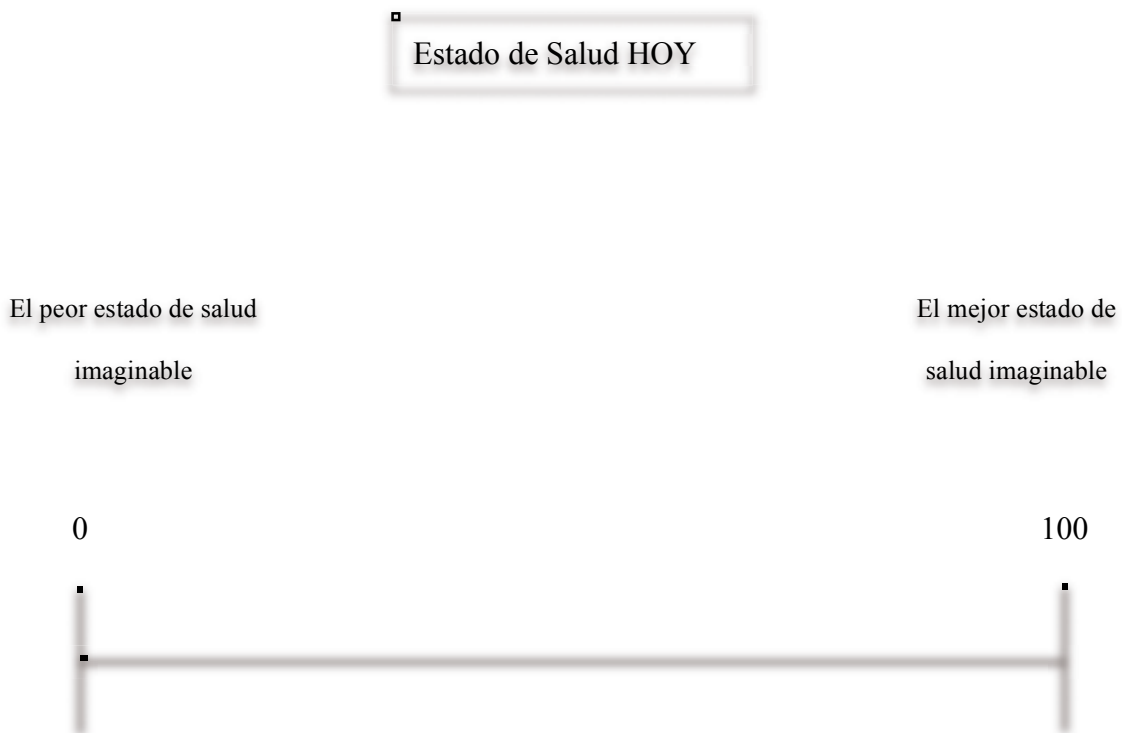 Estado de Salud HOY
El peor estado de salud
imaginable
El mejor estado de
salud imaginable
0
100